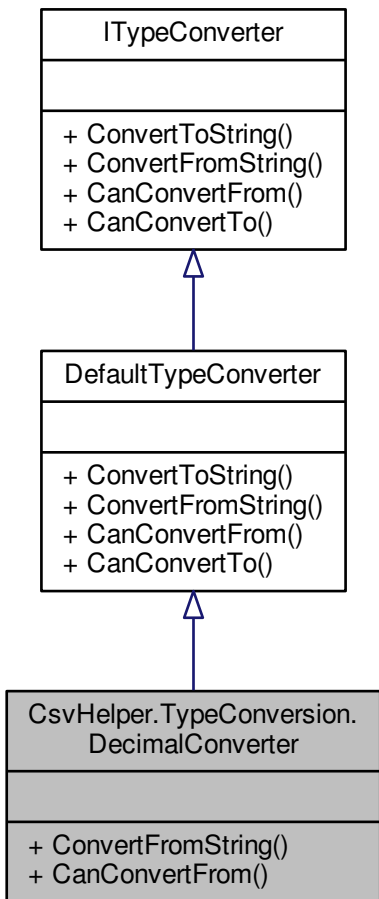 ITypeConverter
+ ConvertToString()
+ ConvertFromString()
+ CanConvertFrom()
+ CanConvertTo()
DefaultTypeConverter
+ ConvertToString()
+ ConvertFromString()
+ CanConvertFrom()
+ CanConvertTo()
CsvHelper.TypeConversion.
DecimalConverter
+ ConvertFromString()
+ CanConvertFrom()